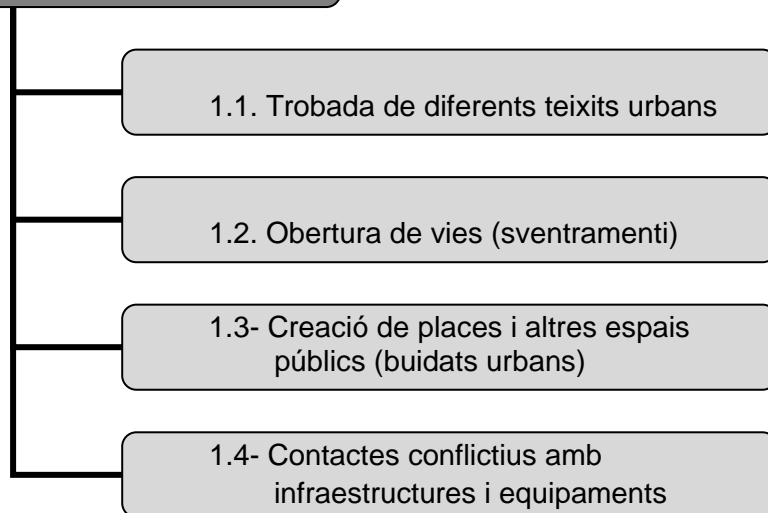 1.1. Trobada de diferents teixits urbans
1.2. Obertura de vies (sventramenti)
1.3- Creació de places i altres espais
públics (buidats urbans)
1.4- Contactes conflictius amb
infraestructures i equipaments